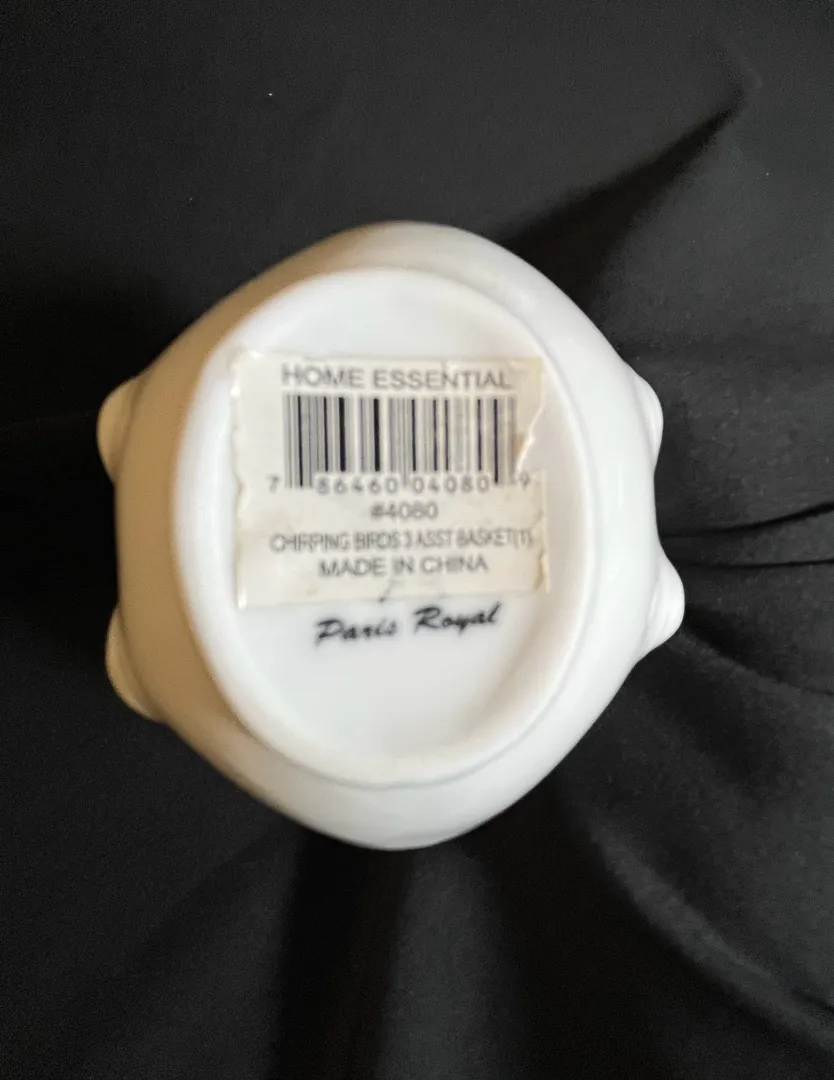 HOME ESSENTIAL
7 86460 04080 9
#4080
CHIRPING BIRDS 3 ASST BASKET(1)
MADE IN CHINA
Paris Royal